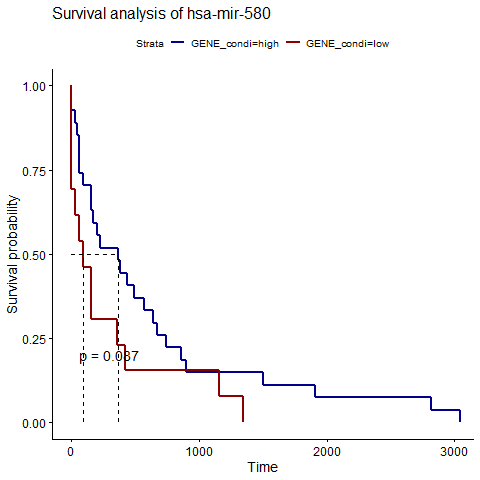 Survival analysis of hsa-mir-580
Strata GENE_condi=high GENE_condi=low
1.00
0.75
0.50
0.25
0.00
Survival probability
p = 0.037
0 1000 2000 3000
Time